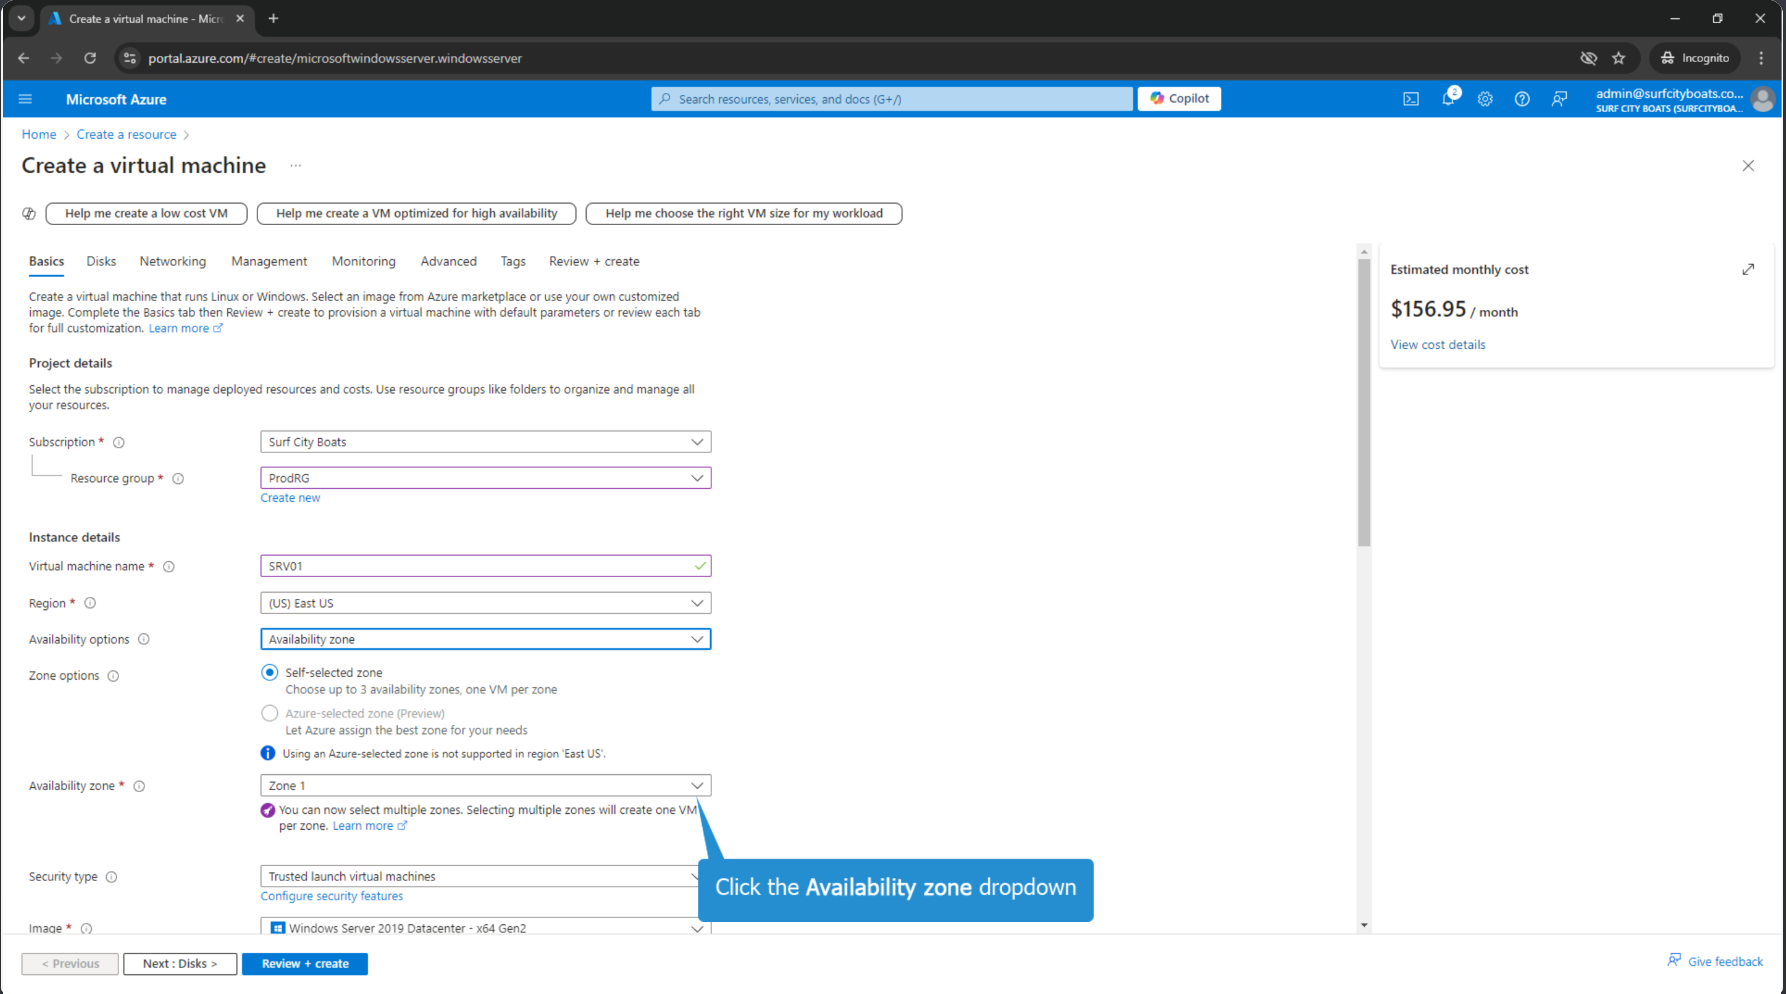 Create a virtual machine - Micr
portal.azure.com/#create/microsoftwindowsserver.windowsserver
Incognito
Microsoft Azure
Search resources, services, and docs (G+/)
Copilot
2
admin@surfcityboats.co...
SURF CITY BOATS (SURFCITYBOA...
Home > Create a resource >
Create a virtual machine ...
Help me create a low cost VM
Help me create a VM optimized for high availability
Help me choose the right VM size for my workload
Basics Disks Networking Management Monitoring Advanced Tags Review + create
Create a virtual machine that runs Linux or Windows. Select an image from Azure marketplace or use your own customized
image. Complete the Basics tab then Review + create to provision a virtual machine with default parameters or review each tab
for full customization. Learn more
Project details
Select the subscription to manage deployed resources and costs. Use resource groups like folders to organize and manage all
your resources.
Subscription * Surf City Boats
Resource group * ProdRG
Create new
Instance details
Virtual machine name * SRV01
Region * (US) East US
Availability options Availability zone
Zone options Self-selected zone
Choose up to 3 availability zones, one VM per zone
Azure-selected zone (Preview)
Let Azure assign the best zone for your needs
Using an Azure-selected zone is not supported in region 'East US'.
Availability zone * Zone 1
You can now select multiple zones. Selecting multiple zones will create one VM
per zone. Learn more
Security type Trusted launch virtual machines
Configure security features
Image * Windows Server 2019 Datacenter - x64 Gen2
Click the Availability zone dropdown
Estimated monthly cost
$156.95 / month
View cost details
< Previous
Next : Disks >
Review + create
Give feedback